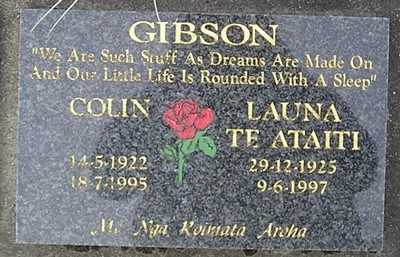 GIBSON
"We Are Such Stuff As Dreams Are Made On
And Our Little Life Is Rounded With A Sleep"
COLIN LAUNA
TE ATAITI
14-5-1922 29-12-1925
18-7-1995 9-6-1997
Me Nga Roimata Aroha